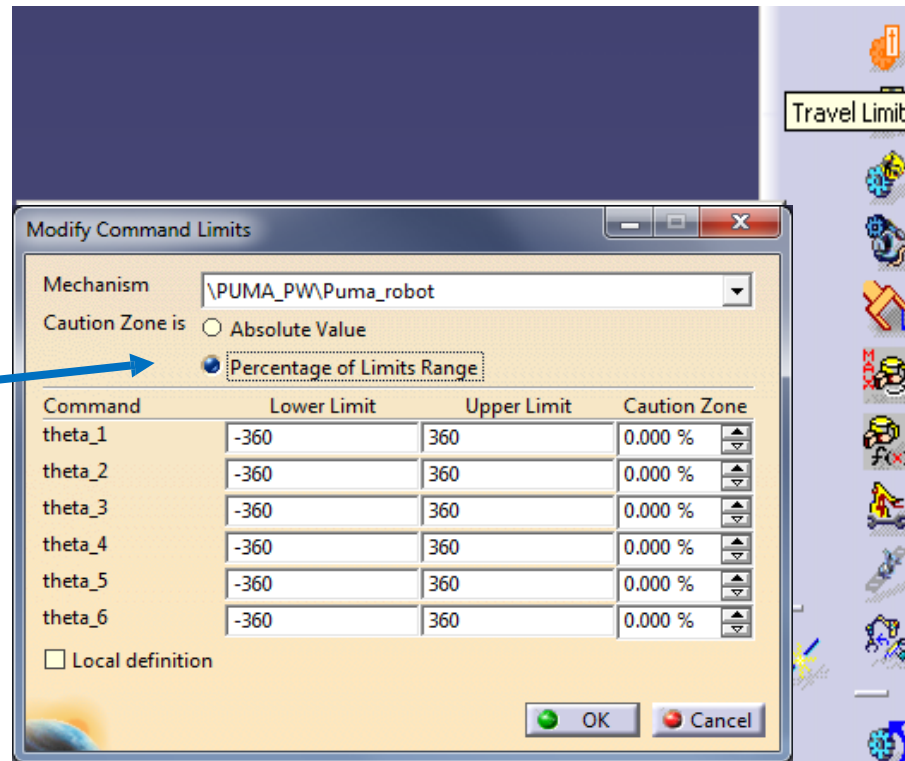 Travel Limit
Modify Command Limits
Mechanism \PUMA_PW\Puma_robot
Caution Zone is Absolute Value
Percentage of Limits Range
Command Lower Limit Upper Limit Caution Zone
theta_1 -360 360 0.000 %
theta_2 -360 360 0.000 %
theta_3 -360 360 0.000 %
theta_4 -360 360 0.000 %
theta_5 -360 360 0.000 %
theta_6 -360 360 0.000 %
Local definition
OK Cancel
MAX
f(x)